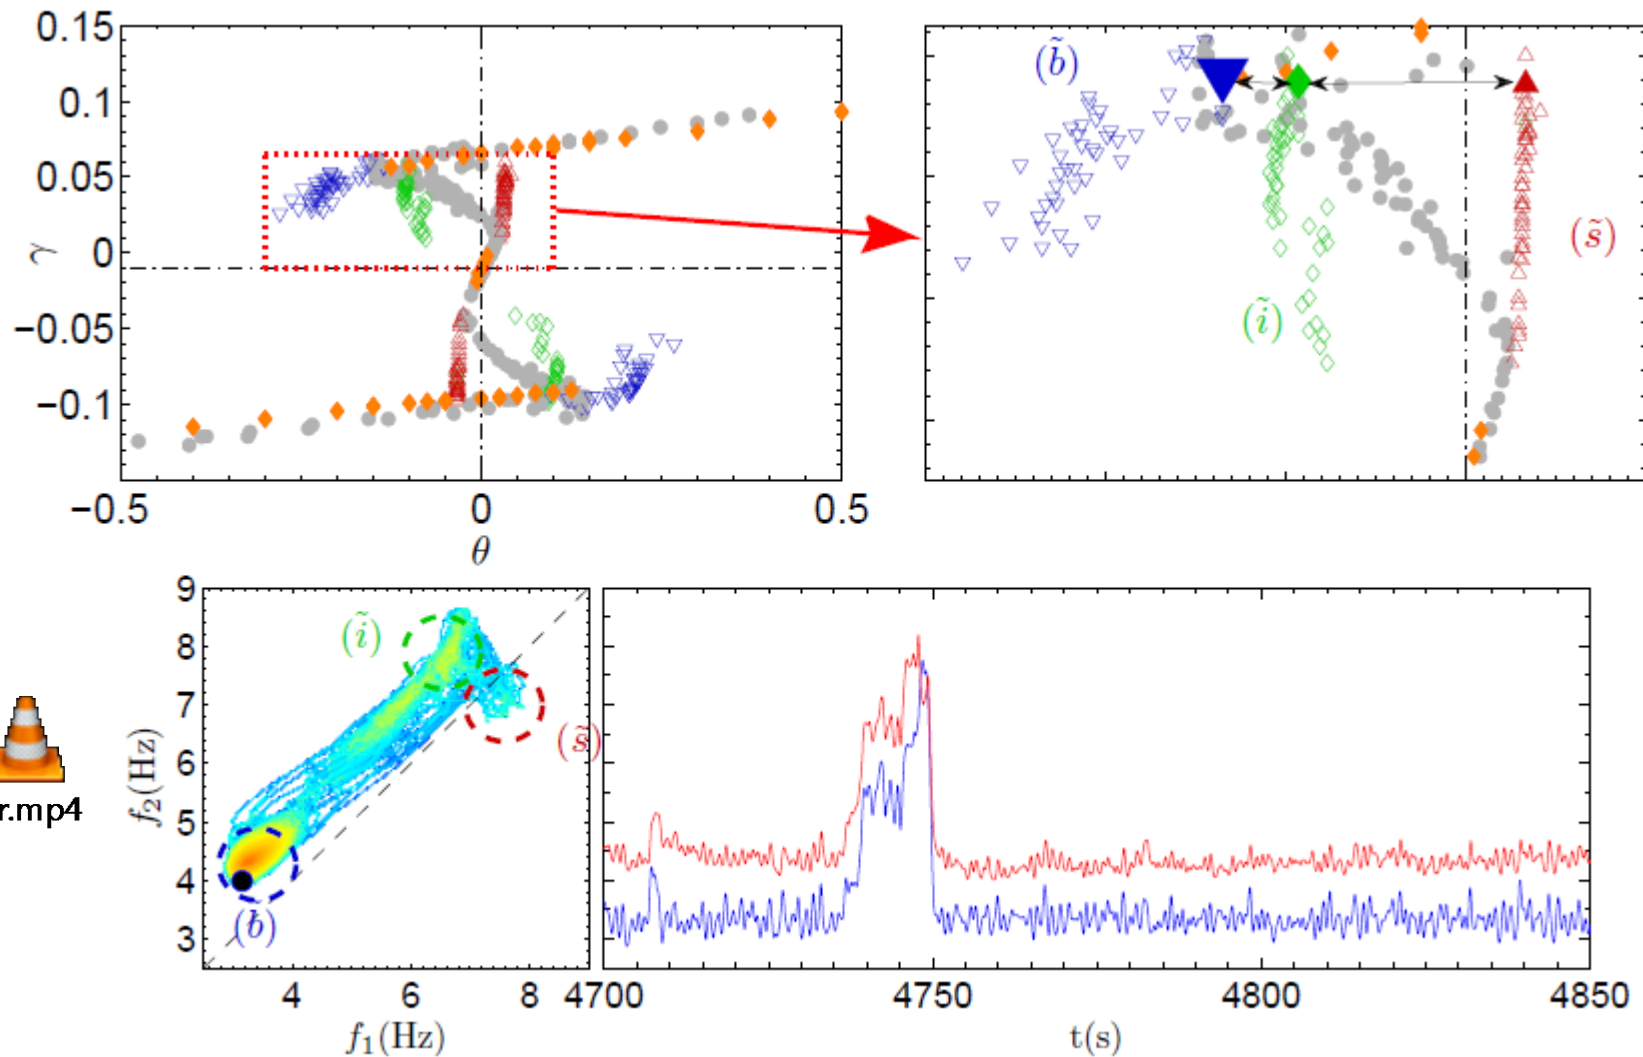 0.15
0.1
0.05
0
−0.05
−0.1
γ
−0.5
0
0.5
θ
(b̃)
(ĩ)
(s̃)
9
8
7
6
5
4
3
f₂(Hz)
(ĩ)
(s̃)
(b̃)
4
6
8
f₁(Hz)
4700
4750
4800
4850
t(s)
r.mp4